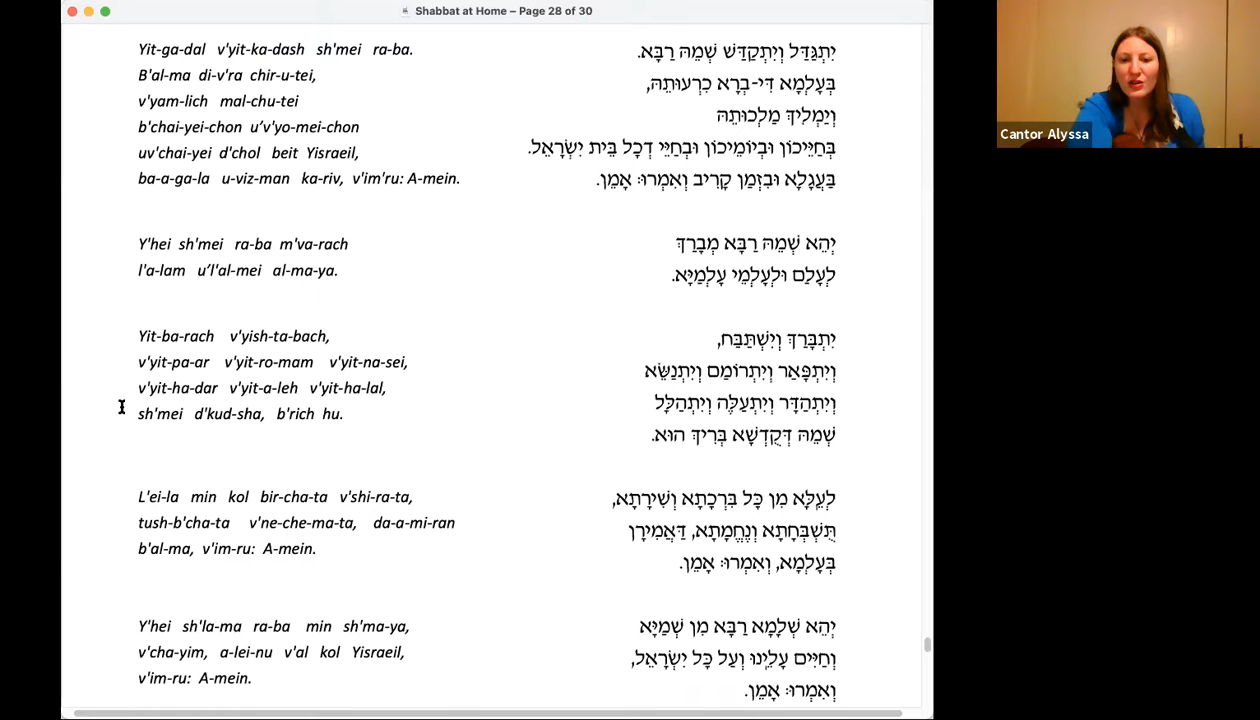 Shabbat at Home – Page 28 of 30
Cantor Alyssa
Yit-ga-dal v'yit-ka-dash sh'mei ra-ba.
B'al-ma di-v'ra chir-u-tei,
v'yam-lich mal-chu-tei
b'chai-yei-chon u’v'yo-mei-chon
uv'chai-yei d'chol beit Yisraeil,
ba-a-ga-la u-viz-man ka-riv, v'im'ru: A-mein.
Y'hei sh'mei ra-ba m'va-rach
l'a-lam u’l'al-mei al-ma-ya.
Yit-ba-rach v'yish-ta-bach,
v'yit-pa-ar v'yit-ro-mam v'yit-na-sei,
v'yit-ha-dar v'yit-a-leh v'yit-ha-lal,
sh'mei d'kud-sha, b'rich hu.
L'ei-la min kol bir-cha-ta v'shi-ra-ta,
tush-b'cha-ta v'ne-che-ma-ta, da-a-mi-ran
b'al-ma, v'im-ru: A-mein.
Y'hei sh'la-ma ra-ba min sh'ma-ya,
v'cha-yim, a-lei-nu v'al kol Yisraeil,
v'im-ru: A-mein.
יִתְגַּדַּל וְיִתְקַדַּשׁ שְׁמֵהּ רַבָּא.
בְּעָלְמָא דִּי-בְרָא כִרְעוּתֵהּ,
וְיַמְלִיךְ מַלְכוּתֵהּ
בְּחַיֵּיכוֹן וּבְיוֹמֵיכוֹן וּבְחַיֵּי דְכָל בֵּית יִשְׂרָאֵל.
בַּעֲגָלָא וּבִזְמַן קָרִיב וְאִמְרוּ: אָמֵן.
יְהֵא שְׁמֵהּ רַבָּא מְבָרַךְ
לְעָלַם וּלְעָלְמֵי עָלְמַיָּא.
יִתְבָּרַךְ וְיִשְׁתַּבַּח,
וְיִתְפָּאַר וְיִתְרוֹמַם וְיִתְנַשֵּׂא
וְיִתְהַדָּר וְיִתְעַלֶּה וְיִתְהַלָּל
שְׁמֵהּ דְּקֻדְשָׁא בְּרִיךְ הוּא.
לְעֵֽלָּא מִן כָּל בִּרְכָתָא וְשִׁירָתָא,
תֻּשְׁבְּחָתָא וְנֶחֱמָתָא, דַּאֲמִירָן
בְּעָלְמָא, וְאִמְרוּ: אָמֵן.
יְהֵא שְׁלָמָא רַבָּא מִן שְׁמַיָּא
וְחַיִּים עָלֵֽינוּ וְעַל כָּל יִשְׂרָאֵל,
וְאִמְרוּ: אָמֵן.